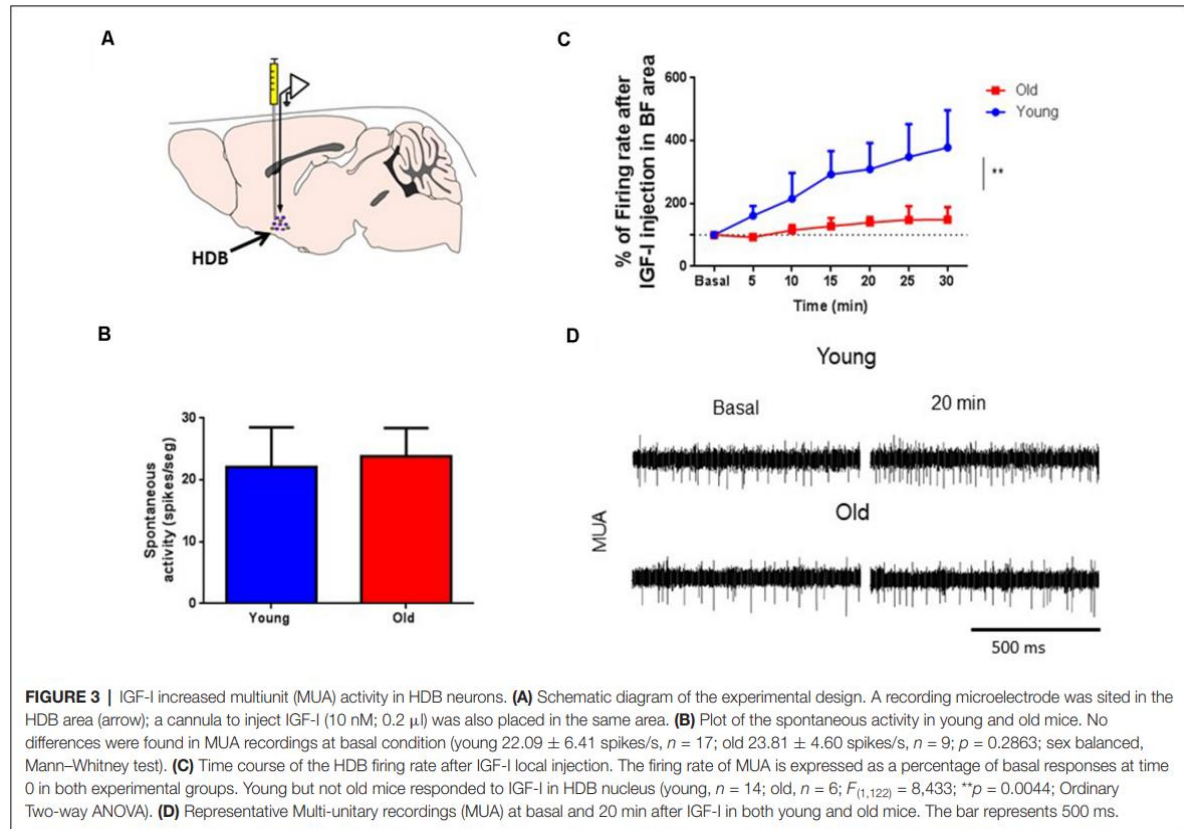 A
HDB
B
Spontaneous
activity (spikes/seg)
30
20
10
0
Young
Old
C
% of Firing rate after
IGF-I injection in BF area
600
400
200
0
Basal 5 10 15 20 25 30
Time (min)
Old
Young
**
D
Young
Basal 20 min
Old
MUA
500 ms
FIGURE 3 | IGF-I increased multiunit (MUA) activity in HDB neurons. (A) Schematic diagram of the experimental design. A recording microelectrode was sited in the
HDB area (arrow); a cannula to inject IGF-I (10 nM; 0.2 μl) was also placed in the same area. (B) Plot of the spontaneous activity in young and old mice. No
differences were found in MUA recordings at basal condition (young 22.09 ± 6.41 spikes/s, n = 17; old 23.81 ± 4.60 spikes/s, n = 9; p = 0.2863; sex balanced,
Mann–Whitney test). (C) Time course of the HDB firing rate after IGF-I local injection. The firing rate of MUA is expressed as a percentage of basal responses at time
0 in both experimental groups. Young but not old mice responded to IGF-I in HDB nucleus (young, n = 14; old, n = 6; F(1,122) = 8,433; **p = 0.0044; Ordinary
Two-way ANOVA). (D) Representative Multi-unitary recordings (MUA) at basal and 20 min after IGF-I in both young and old mice. The bar represents 500 ms.